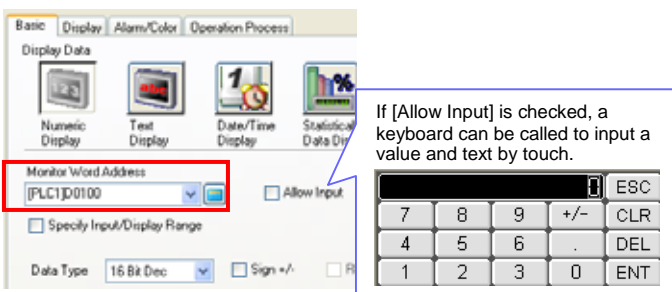 Basic Display Alarm/Color Operation Process
Display Data
Numeric Display
Text Display
Date/Time Display
Statistical Data Dis
Monitor Word Address
[PLC1]D0100
Allow Input
Specify Input/Display Range
Data Type 16 Bit Dec Sign +/-
If [Allow Input] is checked, a
keyboard can be called to input a
value and text by touch.
0 ESC
7 8 9 +/- CLR
4 5 6 . DEL
1 2 3 0 ENT